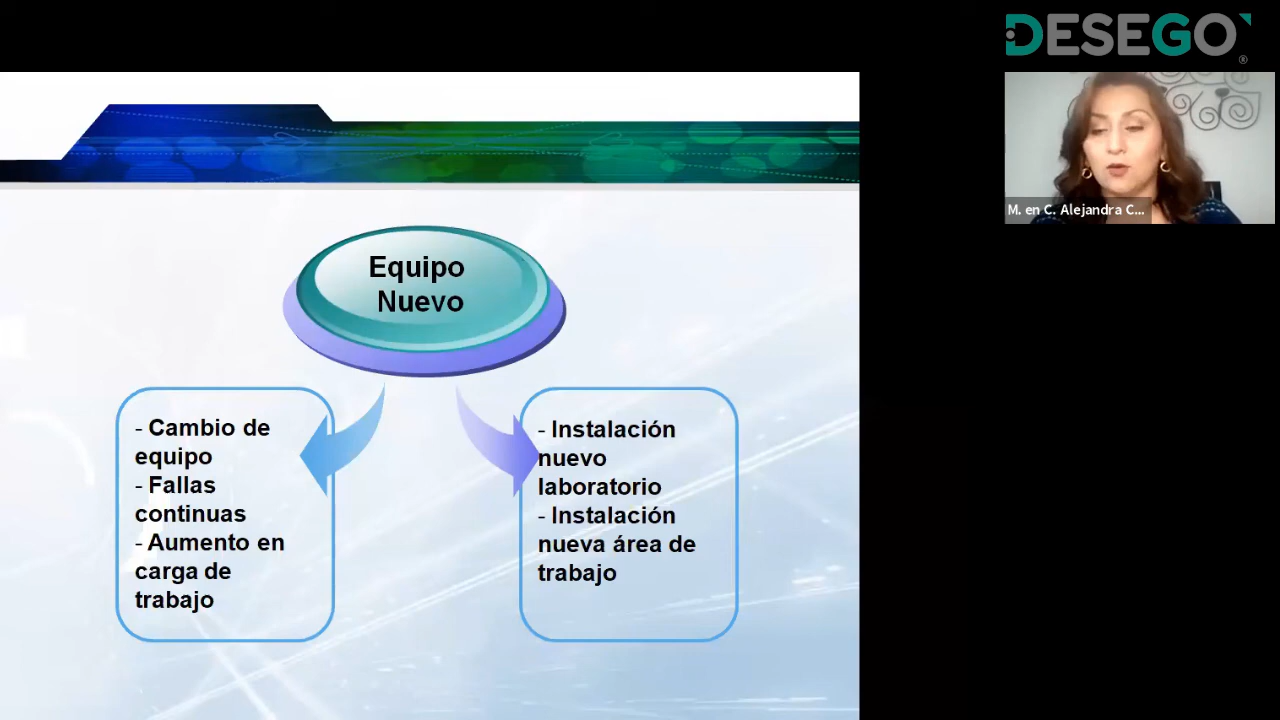 DESEGO
®
M. en C. Alejandra C...
Equipo
Nuevo
- Cambio de
equipo
- Fallas
continuas
- Aumento en
carga de
trabajo
- Instalación
nuevo
laboratorio
- Instalación
nueva área de
trabajo